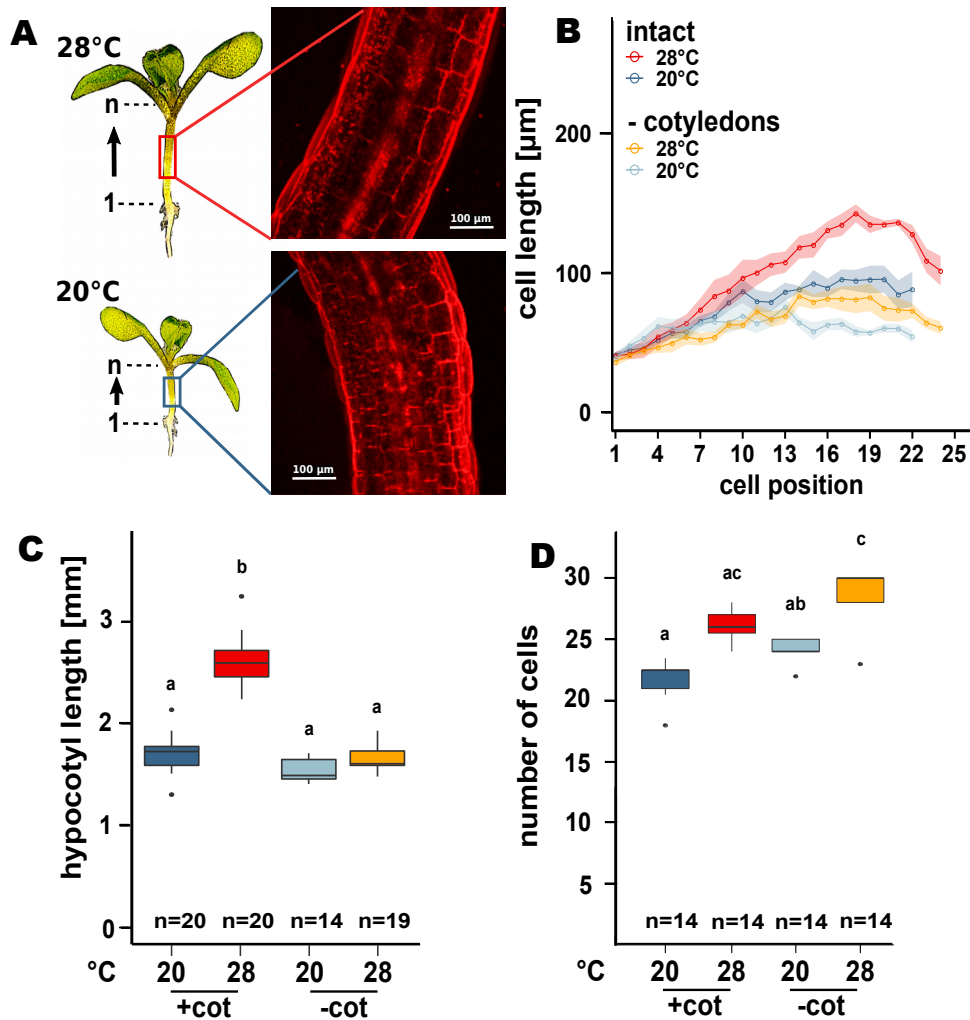 A
28°C
n
1
100 µm
20°C
n
1
100 µm
B
intact
28°C
20°C
- cotyledons
28°C
20°C
cell length [µm]
200
100
0
1 4 7 10 13 16 19 22 25
cell position
C
hypocotyl length [mm]
3
2
1
0
a
b
a
a
n=20 n=20 n=14 n=19
°C 20 28 20 28
+cot -cot
D
number of cells
30
25
20
15
10
5
a
ac
ab
c
n=14 n=14 n=14 n=14
°C 20 28 20 28
+cot -cot